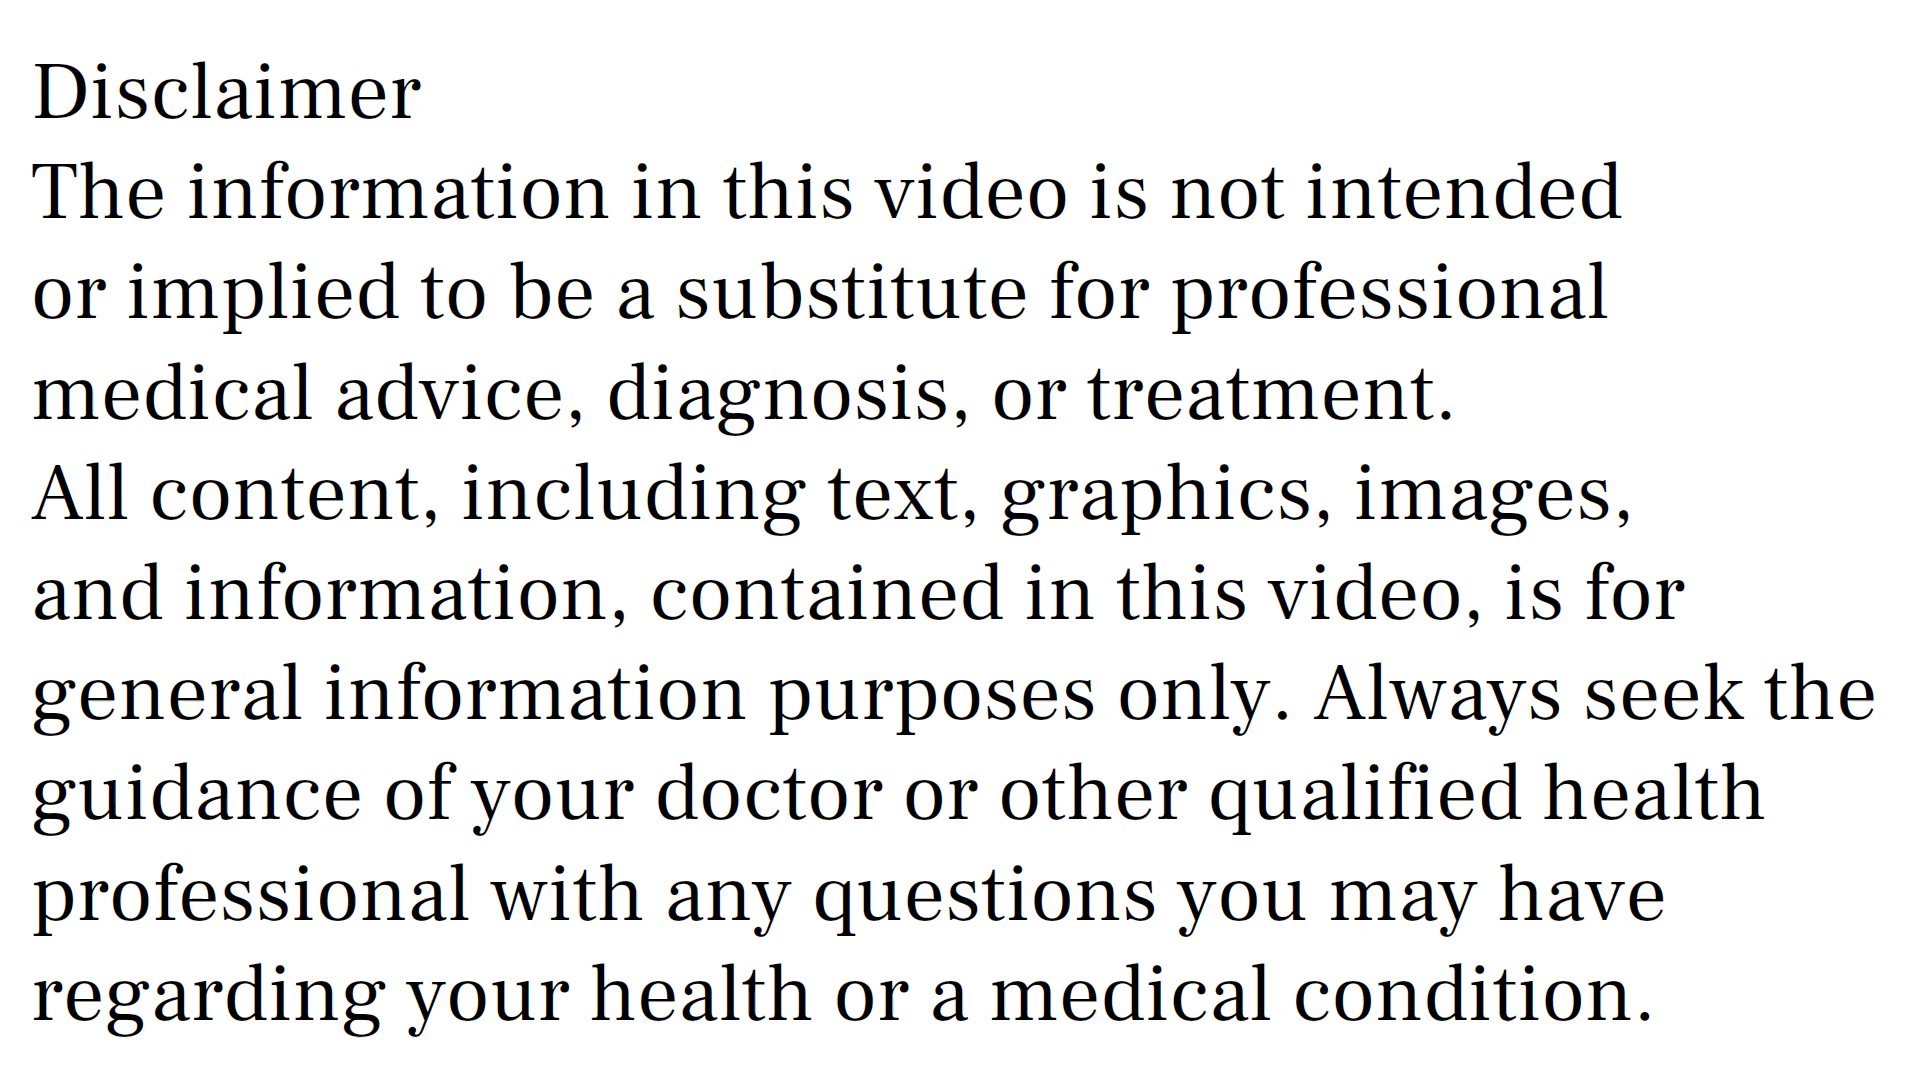 Disclaimer
The information in this video is not intended
or implied to be a substitute for professional
medical advice, diagnosis, or treatment.
All content, including text, graphics, images,
and information, contained in this video, is for
general information purposes only. Always seek the
guidance of your doctor or other qualified health
professional with any questions you may have
regarding your health or a medical condition.